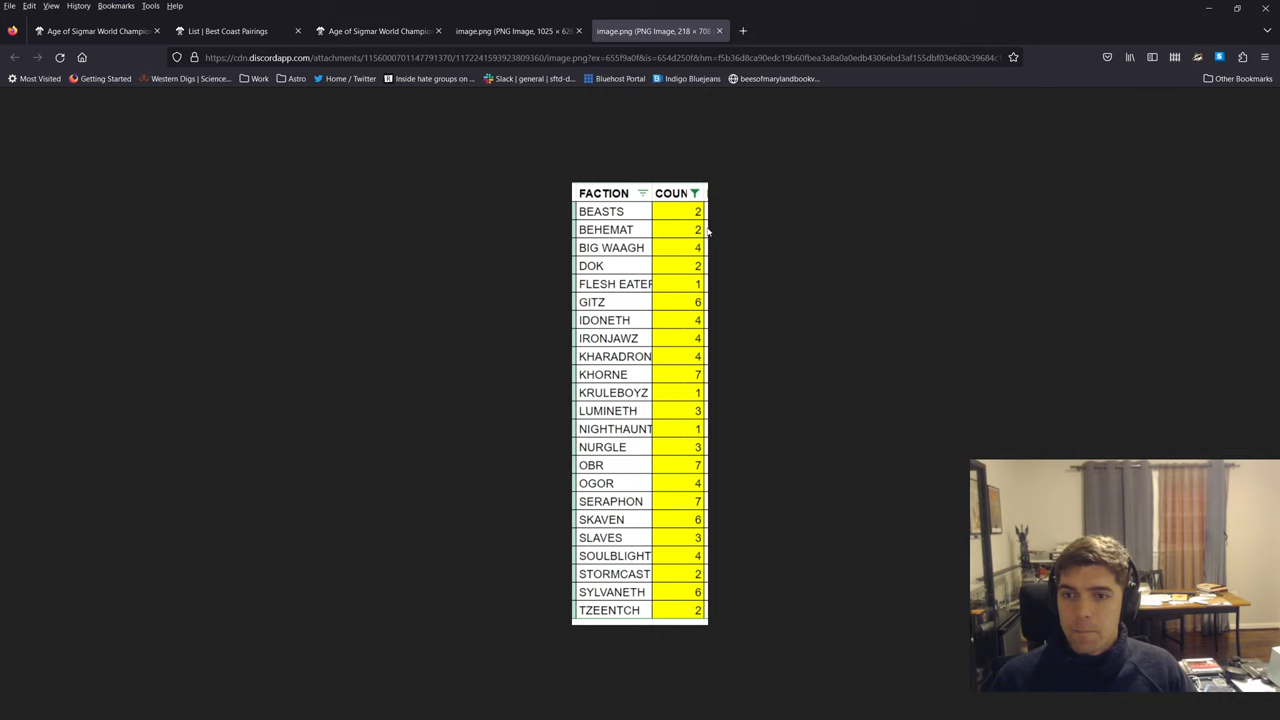 File Edit View History Bookmarks Tools Help
Age of Sigmar World Champion
List | Best Coast Pairings
Age of Sigmar World Champio
image.png (PNG Image, 1025 × 62
image.png (PNG Image, 218 × 708
Most Visited Getting Started Western Digs | Science... Work Astro Home / Twitter Inside hate groups on ... Slack | general | sftd-d... Bluehost Portal Indigo Bluejeans beesofmarylandbookv... Other Bookmarks
FACTION COUN
BEASTS 2
BEHEMAT 2
BIG WAAGH 4
DOK 2
FLESH EATER 1
GITZ 6
IDONETH 4
IRONJAWZ 4
KHARADRON 4
KHORNE 7
KRULEBOYZ 1
LUMINETH 3
NIGHTHAUNT 1
NURGLE 3
OBR 7
OGOR 4
SERAPHON 7
SKAVEN 6
SLAVES 3
SOULBLIGHT 4
STORMCAST 2
SYLVANETH 6
TZEENTCH 2